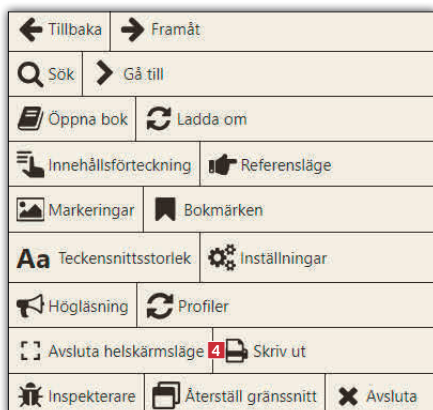 Tillbaka Framåt
Sök Gå till
Öppna bok Ladda om
Innehållsförteckning Referensläge
Markeringar Bokmärken
Aa Teckensnittsstorlek Inställningar
Högläsning Profiler
Avsluta helskärmsläge 4 Skriv ut
Inspekterare Återställ gränssnitt Avsluta